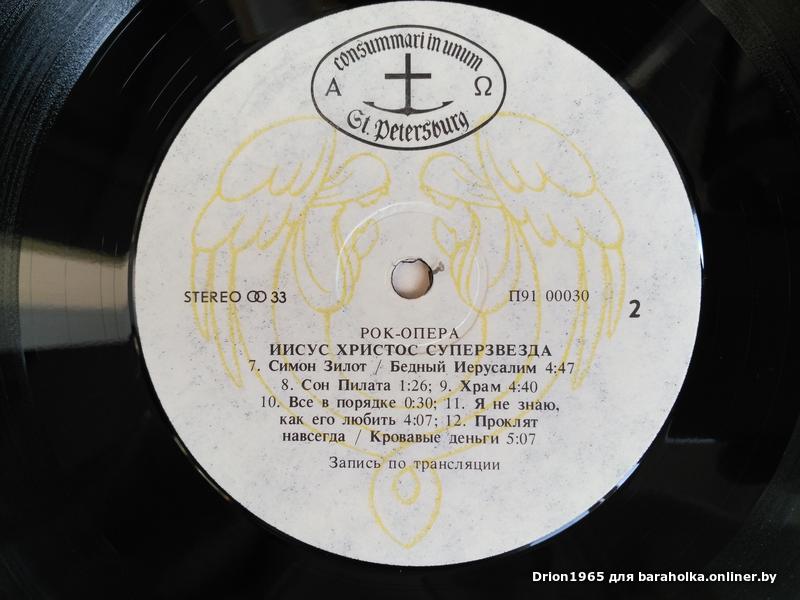 consummari in unum
Α Ω
St. Petersburg
STEREO 33
П91 00030
2
РОК-ОПЕРА
ИИСУС ХРИСТОС СУПЕРЗВЕЗДА
7. Симон Зилот / Бедный Иерусалим 4:47
8. Сон Пилата 1:26; 9. Храм 4:40
10. Все в порядке 0:30; 11. Я не знаю,
как его любить 4:07; 12. Проклят
навсегда / Кровавые деньги 5:07
Запись по трансляции
Drion1965 для baraholka.onliner.by